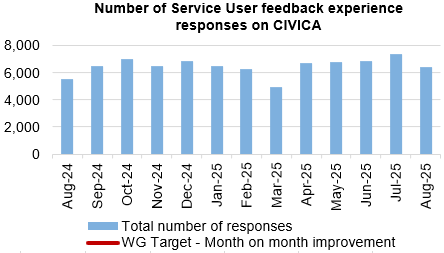 Number of Service User feedback experience
responses on CIVICA
8,000
6,000
4,000
2,000
0
Aug-24
Sep-24
Oct-24
Nov-24
Dec-24
Jan-25
Feb-25
Mar-25
Apr-25
May-25
Jun-25
Jul-25
Aug-25
Total number of responses
WG Target - Month on month improvement